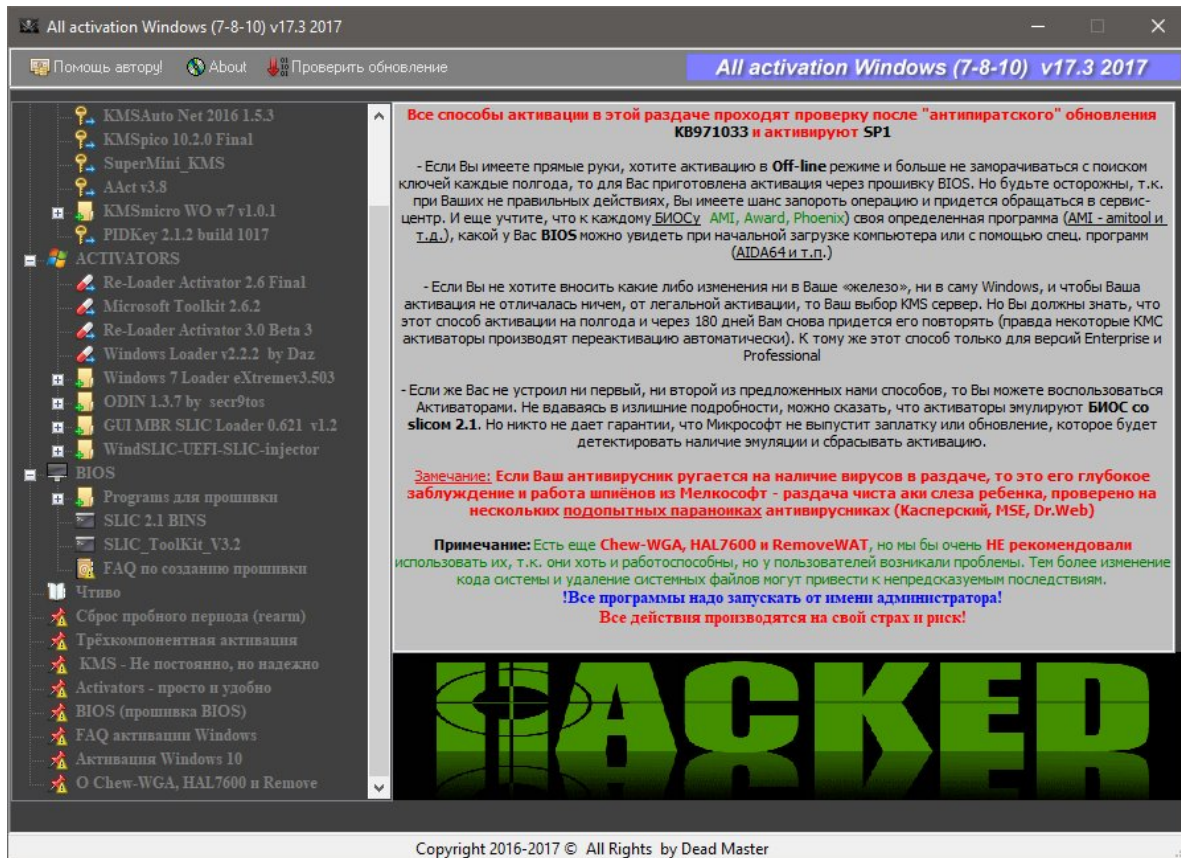 All activation Windows (7-8-10) v17.3 2017
Помощь автору!
About
Проверить обновление
All activation Windows (7-8-10) v17.3 2017
KMSAuto Net 2016 1.5.3
KMSpico 10.2.0 Final
SuperMini_KMS
AAct v3.8
KMSmicro WO w7 v1.0.1
PIDKey 2.1.2 build 1017
ACTIVATORS
Re-Loader Activator 2.6 Final
Microsoft Toolkit 2.6.2
Re-Loader Activator 3.0 Beta 3
Windows Loader v2.2.2 by Daz
Windows 7 Loader eXtremev3.503
ODIN 1.3.7 by secr9tos
GUI MBR SLIC Loader 0.621 v1.2
WindSLIC-UEFI-SLIC-injector
BIOS
Programs для прошивки
SLIC 2.1 BINS
SLIC_ToolKit_V3.2
FAQ по созданию прошивки
Чтиво
Сброс пробного периода (rearm)
Трёхкомпонентная активация
KMS - Не постоянно, но надежно
Activators - просто и удобно
BIOS (прошивка BIOS)
FAQ активации Windows
Активация Windows 10
О Chew-WGA, HAL7600 и Remove
Все способы активации в этой раздаче проходят проверку после "антипиратского" обновления
KB971033 и активируют SP1
- Если Вы имеете прямые руки, хотите активацию в Off-line режиме и больше не заморачиваться с поиском
ключей каждые полгода, то для Вас приготовлена активация через прошивку BIOS. Но будьте осторожны, т.к.
при Ваших не правильных действиях, Вы имеете шанс запороть операцию и придется обращаться в сервис-
центр. И еще учтите, что к каждому БИОСу AMI, Award, Phoenix) своя определенная программа (AMI - amitool и
т.д.), какой у Вас BIOS можно увидеть при начальной загрузке компьютера или с помощью спец. программ
(AIDA64 и т.п.)
- Если Вы не хотите вносить какие либо изменения ни в Ваше «железо», ни в саму Windows, и чтобы Ваша
активация не отличалась ничем, от легальной активации, то Ваш выбор KMS сервер. Но Вы должны знать, что
этот способ активации на полгода и через 180 дней Вам снова придется его повторять (правда некоторые КМС
активаторы производят переактивацию автоматически). К тому же этот способ только для версий Enterprise и
Professional
- Если же Вас не устроил ни первый, ни второй из предложенных нами способов, то Вы можете воспользоваться
Активаторами. Не вдаваясь в излишние подробности, можно сказать, что активаторы эмулируют БИОС со
slicом 2.1. Но никто не дает гарантии, что Микрософт не выпустит заплатку или обновление, которое будет
детектировать наличие эмуляции и сбрасывать активацию.
Замечание: Если Ваш антивирусник ругается на наличие вирусов в раздаче, то это его глубокое
заблуждение и работа шпиёнов из Мелкософт - раздача чиста аки слеза ребенка, проверено на
нескольких подопытных параноиках антивирусниках (Касперский, MSE, Dr.Web)
Примечание: Есть еще Chew-WGA, HAL7600 и RemoveWAT, но мы бы очень НЕ рекомендовали
использовать их, т.к. они хоть и работоспособны, но у пользователей возникали проблемы. Тем более изменение
кода системы и удаление системных файлов могут привести к непредсказуемым последствиям.
!Все программы надо запускать от имени администратора!
Все действия производятся на свой страх и риск!
HACKED
Copyright 2016-2017 © All Rights by Dead Master